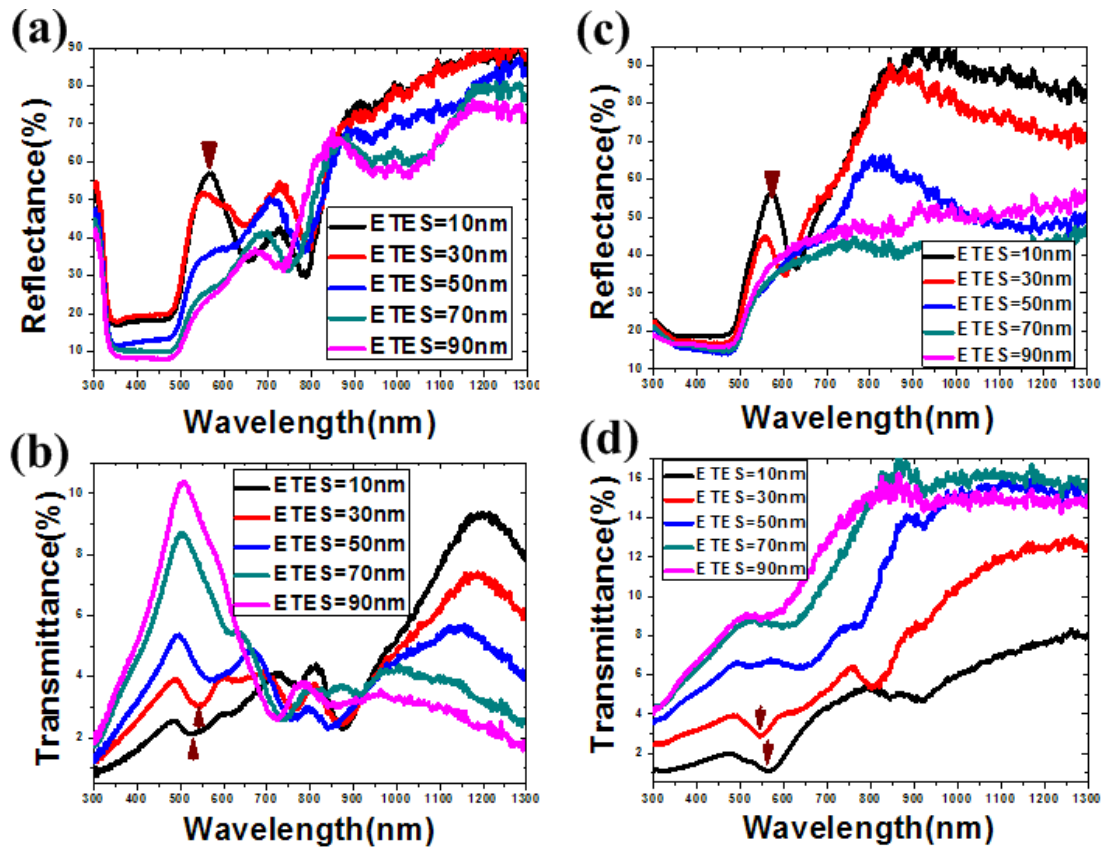 (a)
Reflectance(%)
90
80
70
60
50
40
30
20
10
ETES=10nm
ETES=30nm
ETES=50nm
ETES=70nm
ETES=90nm
300 400 500 600 700 800 900 1000 1100 1200 1300
Wavelength(nm)
(c)
Reflectance(%)
90
80
70
60
50
40
30
20
10
ETES=10nm
ETES=30nm
ETES=50nm
ETES=70nm
ETES=90nm
300 400 500 600 700 800 900 1000 1100 1200 1300
Wavelength(nm)
(b)
Transmittance(%)
10
8
6
4
2
ETES=10nm
ETES=30nm
ETES=50nm
ETES=70nm
ETES=90nm
300 400 500 600 700 800 900 1000 1100 1200 1300
Wavelength(nm)
(d)
Transmittance(%)
16
14
12
10
8
6
4
2
0
ETES=10nm
ETES=30nm
ETES=50nm
ETES=70nm
ETES=90nm
300 400 500 600 700 800 900 1000 1100 1200 1300
Wavelength(nm)